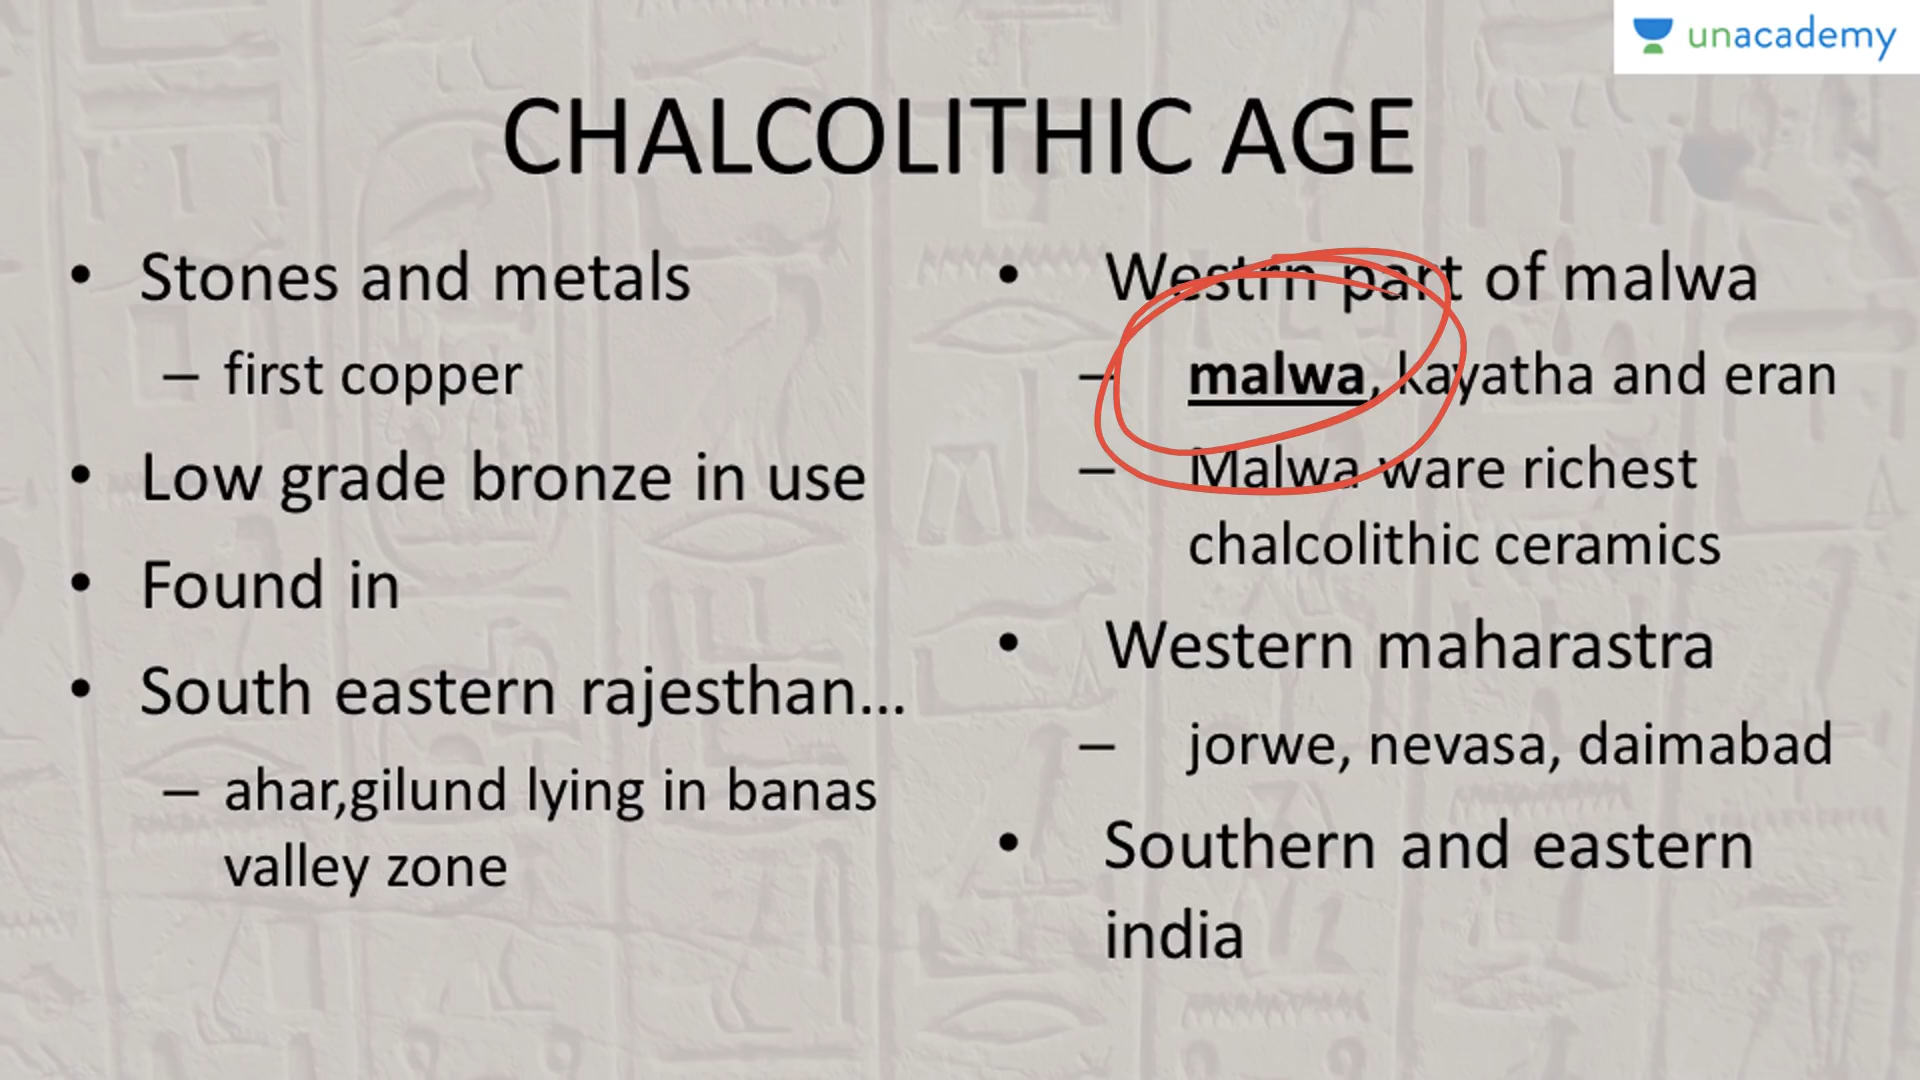 unacademy
CHALCOLITHIC AGE
• Stones and metals
– first copper
• Low grade bronze in use
• Found in
• South eastern rajesthan...
– ahar,gilund lying in banas
valley zone
• Westrn part of malwa
– malwa, kayatha and eran
– Malwa ware richest
chalcolithic ceramics
• Western maharastra
– jorwe, nevasa, daimabad
• Southern and eastern
india